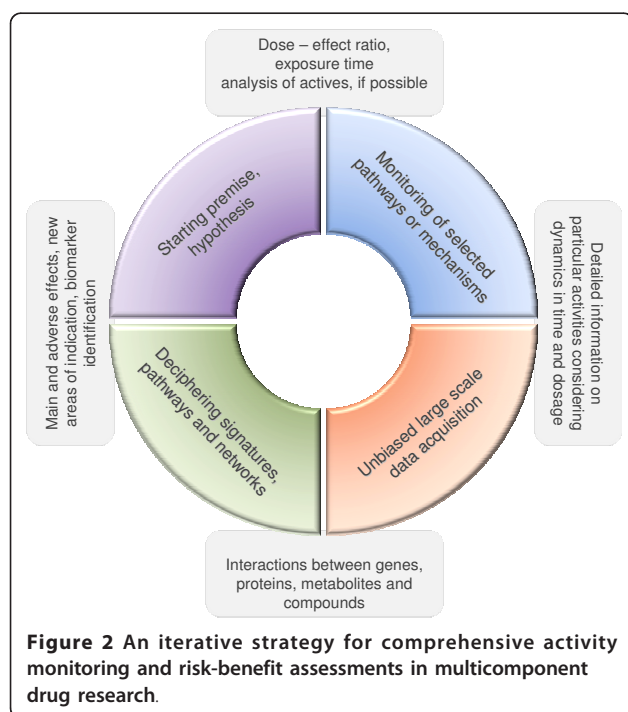 Dose – effect ratio,
exposure time
analysis of actives, if possible
Starting premise,
hypothesis
Monitoring of selected
pathways or mechanisms
Main and adverse effects, new
areas of indication, biomarker
identification
Detailed information on
particular activities considering
dynamics in time and dosage
Deciphering signatures,
pathways and networks
Unbiased large scale
data acquisition
Interactions between genes,
proteins, metabolites and
compounds
Figure 2 An iterative strategy for comprehensive activity
monitoring and risk-benefit assessments in multicomponent
drug research.